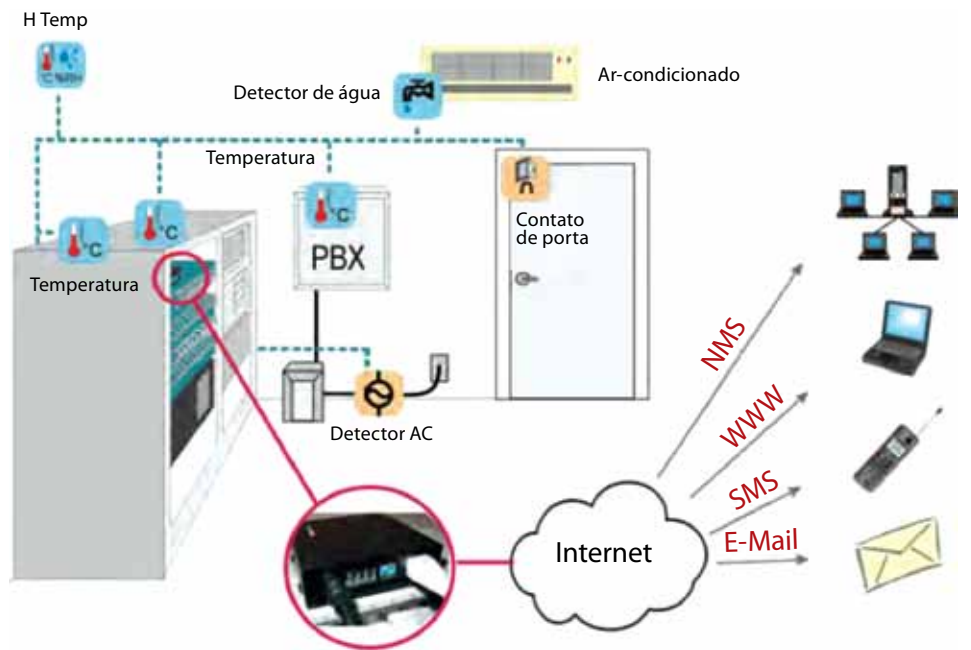 H Temp
°C %RH
Detector de água
Ar-condicionado
Temperatura
°C
°C
°C
PBX
Contato
de porta
Temperatura
Detector AC
NMS
WWW
SMS
E-Mail
Internet